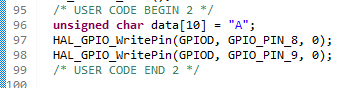 95 /* USER CODE BEGIN 2 */
96 unsigned char data[10] = "A";
97 HAL_GPIO_WritePin(GPIOD, GPIO_PIN_8, 0);
98 HAL_GPIO_WritePin(GPIOD, GPIO_PIN_9, 0);
99 /* USER CODE END 2 */
100